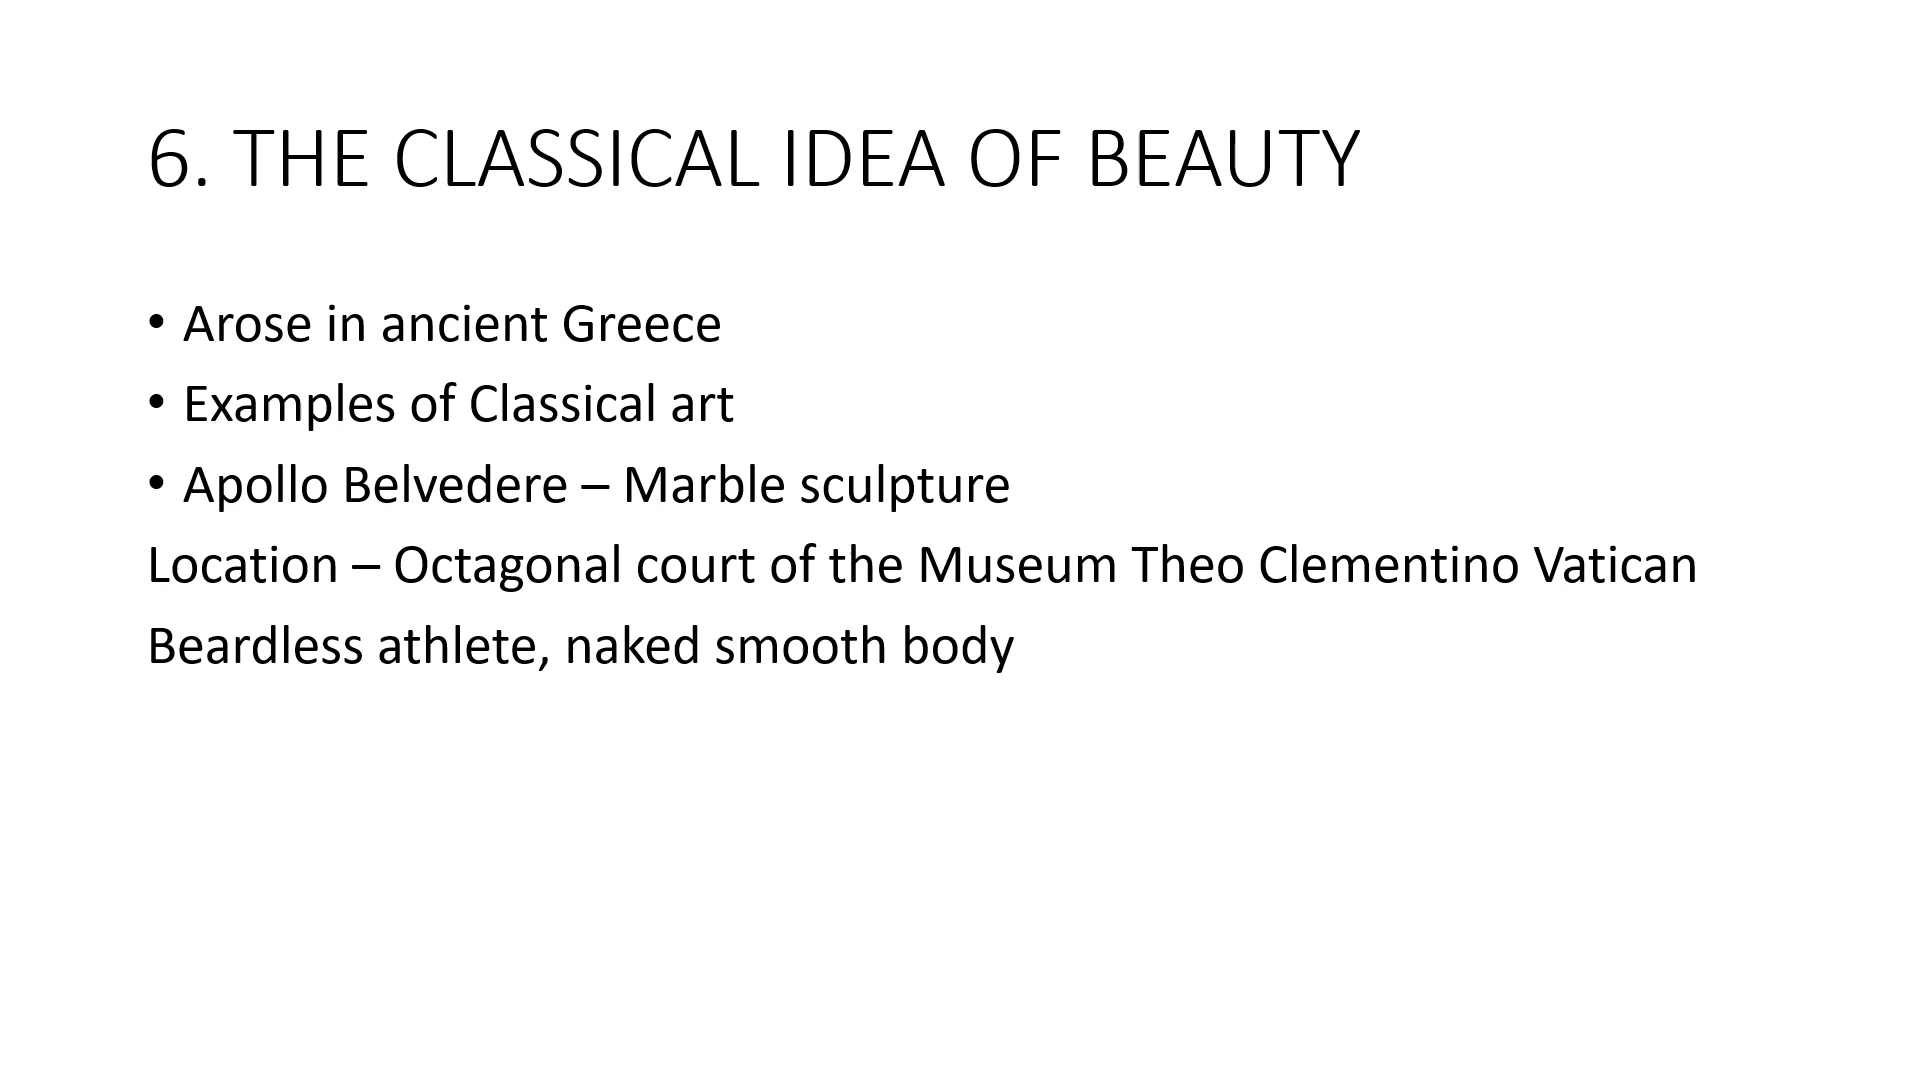 6. THE CLASSICAL IDEA OF BEAUTY
• Arose in ancient Greece
• Examples of Classical art
• Apollo Belvedere – Marble sculpture
Location – Octagonal court of the Museum Theo Clementino Vatican
Beardless athlete, naked smooth body